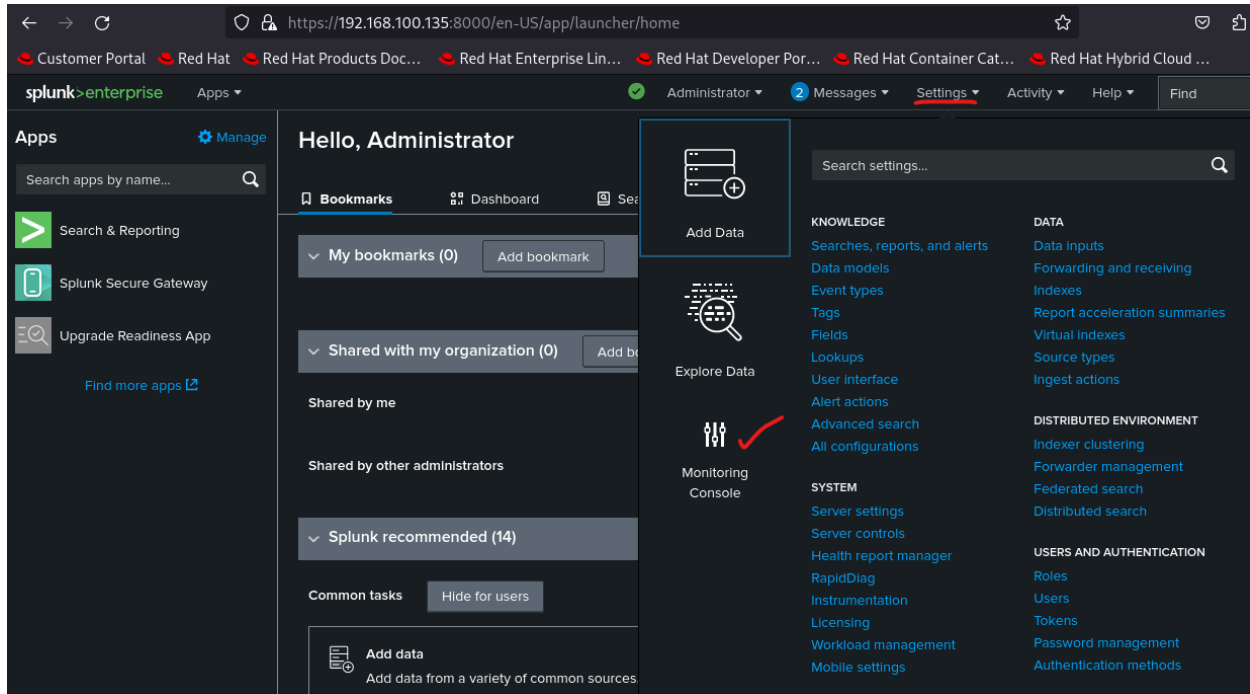 https://192.168.100.135:8000/en-US/app/launcher/home
Customer Portal Red Hat Red Hat Products Doc... Red Hat Enterprise Lin... Red Hat Developer Por... Red Hat Container Cat... Red Hat Hybrid Cloud ...
splunk>enterprise Apps Administrator 2 Messages Settings Activity Help Find
Apps Manage
Search apps by name...
Search & Reporting
Splunk Secure Gateway
Upgrade Readiness App
Find more apps
Hello, Administrator
Bookmarks Dashboard Sea
My bookmarks (0) Add bookmark
Shared with my organization (0) Add bo
Shared by me
Shared by other administrators
Splunk recommended (14)
Common tasks Hide for users
Add data
Add data from a variety of common sources.
Add Data
Explore Data
Monitoring
Console
Search settings...
KNOWLEDGE
Searches, reports, and alerts
Data models
Event types
Tags
Fields
Lookups
User interface
Alert actions
Advanced search
All configurations
SYSTEM
Server settings
Server controls
Health report manager
RapidDiag
Instrumentation
Licensing
Workload management
Mobile settings
DATA
Data inputs
Forwarding and receiving
Indexes
Report acceleration summaries
Virtual indexes
Source types
Ingest actions
DISTRIBUTED ENVIRONMENT
Indexer clustering
Forwarder management
Federated search
Distributed search
USERS AND AUTHENTICATION
Roles
Users
Tokens
Password management
Authentication methods